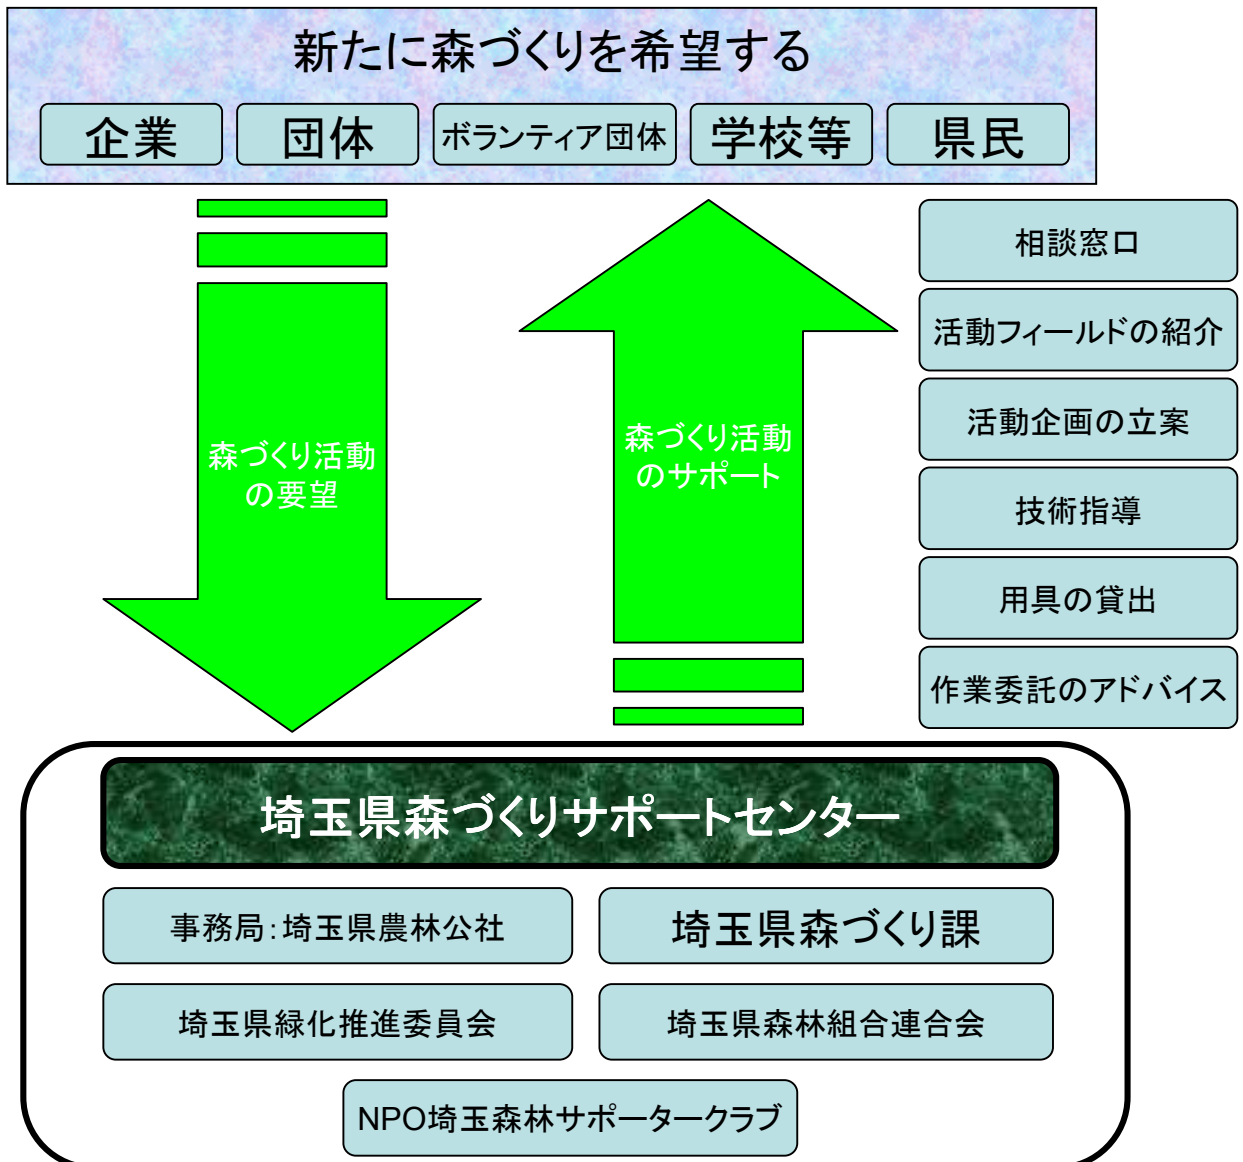 新たに森づくりを希望する
企業 団体 ボランティア団体 学校等 県民
森づくり活動
の要望
森づくり活動
のサポート
相談窓口
活動フィールドの紹介
活動企画の立案
技術指導
用具の貸出
作業委託のアドバイス
埼玉県森づくりサポートセンター
事務局:埼玉県農林公社 埼玉県森づくり課
埼玉県緑化推進委員会 埼玉県森林組合連合会
NPO埼玉森林サポータークラブ